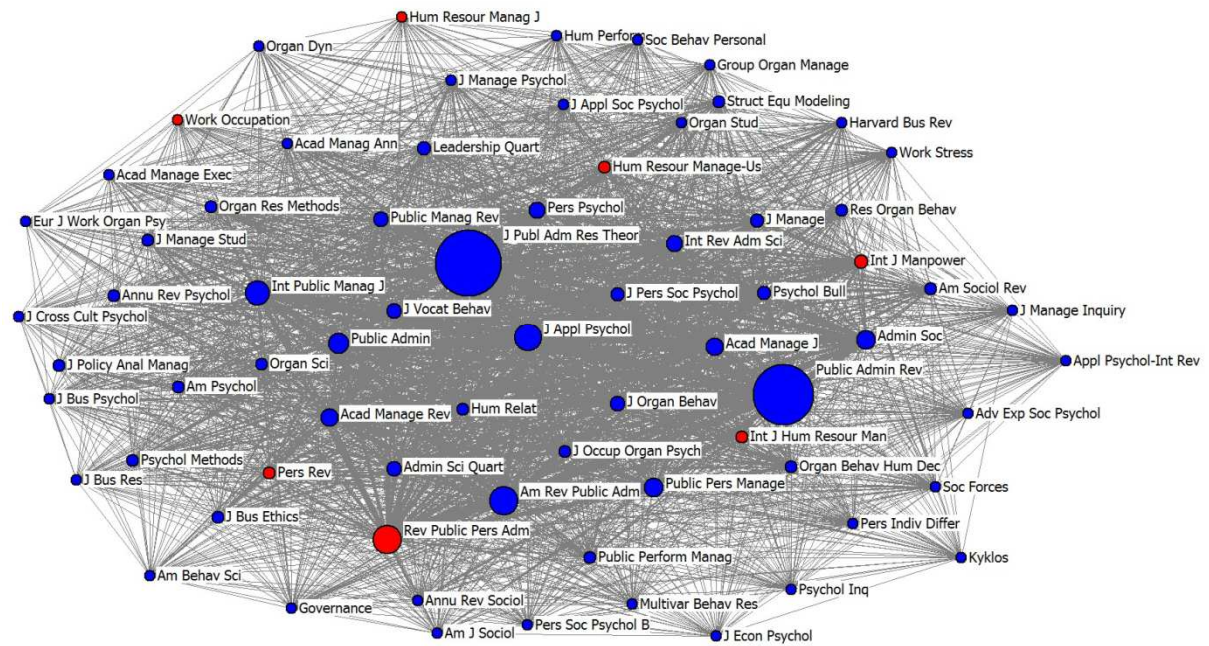 Hum Resour Manag J
Organ Dyn
Hum Perform
Soc Behav Personal
Group Organ Manage
J Manage Psychol
J Appl Soc Psychol
Struct Equ Modeling
Work Occupation
Organ Stud
Harvard Bus Rev
Acad Manag Ann
Leadership Quart
Work Stress
Hum Resour Manage-Us
Acad Manage Exec
Organ Res Methods
Public Manag Rev
Pers Psychol
J Manage
Res Organ Behav
Eur J Work Organ Psy
J Manage Stud
J Publ Adm Res Theor
Int Rev Adm Sci
Int J Manpower
Annu Rev Psychol
Int Public Manag J
J Pers Soc Psychol
Psychol Bull
Am Sociol Rev
J Cross Cult Psychol
J Vocat Behav
J Manage Inquiry
J Appl Psychol
Public Admin
Acad Manage J
Admin Soc
J Policy Anal Manag
Organ Sci
Appl Psychol-Int Rev
Public Admin Rev
Am Psychol
J Bus Psychol
Acad Manage Rev
Hum Relat
J Organ Behav
Adv Exp Soc Psychol
Int J Hum Resour Man
J Occup Organ Psych
Psychol Methods
Pers Rev
Admin Sci Quart
Organ Behav Hum Dec
J Bus Res
Am Rev Public Adm
Public Pers Manage
Soc Forces
J Bus Ethics
Rev Public Pers Adm
Pers Indiv Differ
Public Perform Manag
Kyklos
Am Behav Sci
Psychol Inq
Governance
Annu Rev Sociol
Multivar Behav Res
Am J Sociol
Pers Soc Psychol B
J Econ Psychol